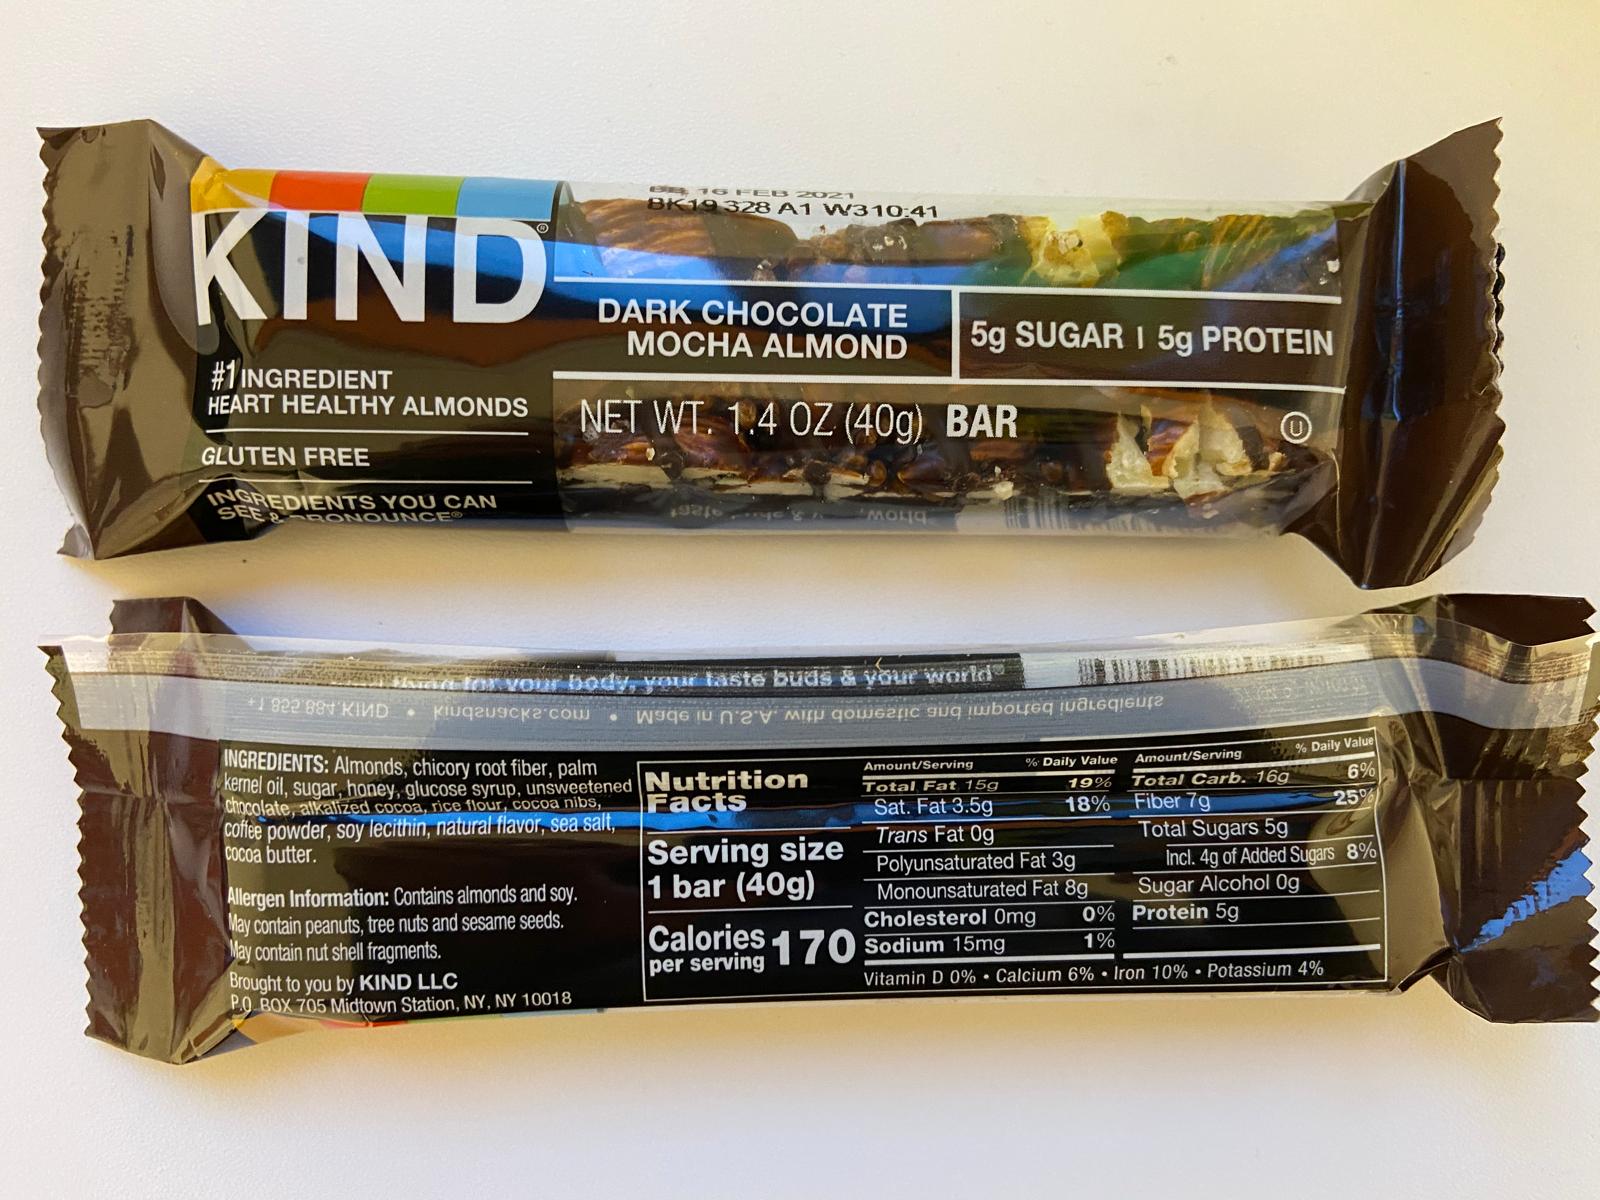 16 FEB 2021
BK19 328 A1 W310:41
KIND®
DARK CHOCOLATE
MOCHA ALMOND
5g SUGAR | 5g PROTEIN
#1 INGREDIENT
HEART HEALTHY ALMONDS
NET WT. 1.4 OZ (40g) BAR
U
GLUTEN FREE
INGREDIENTS YOU CAN
SEE & PRONOUNCE®
taste & world
thing for your body, your taste buds & your world®
+1 855.884.KIND • kindsnacks.com • Made in U.S.A. with domestic and imported ingredients
INGREDIENTS: Almonds, chicory root fiber, palm
kernel oil, sugar, honey, glucose syrup, unsweetened
chocolate, alkalized cocoa, rice flour, cocoa nibs,
coffee powder, soy lecithin, natural flavor, sea salt,
cocoa butter.
Allergen Information: Contains almonds and soy.
May contain peanuts, tree nuts and sesame seeds.
May contain nut shell fragments.
Brought to you by KIND LLC
P.O. BOX 705 Midtown Station, NY, NY 10018
Nutrition
Facts
Serving size
1 bar (40g)
Calories 170
per serving
Amount/Serving % Daily Value
Total Fat 15g 19%
Sat. Fat 3.5g 18%
Trans Fat 0g
Polyunsaturated Fat 3g
Monounsaturated Fat 8g
Cholesterol 0mg 0%
Sodium 15mg 1%
Amount/Serving % Daily Value
Total Carb. 16g 6%
Fiber 7g 25%
Total Sugars 5g
Incl. 4g of Added Sugars 8%
Sugar Alcohol 0g
Protein 5g
Vitamin D 0% • Calcium 6% • Iron 10% • Potassium 4%